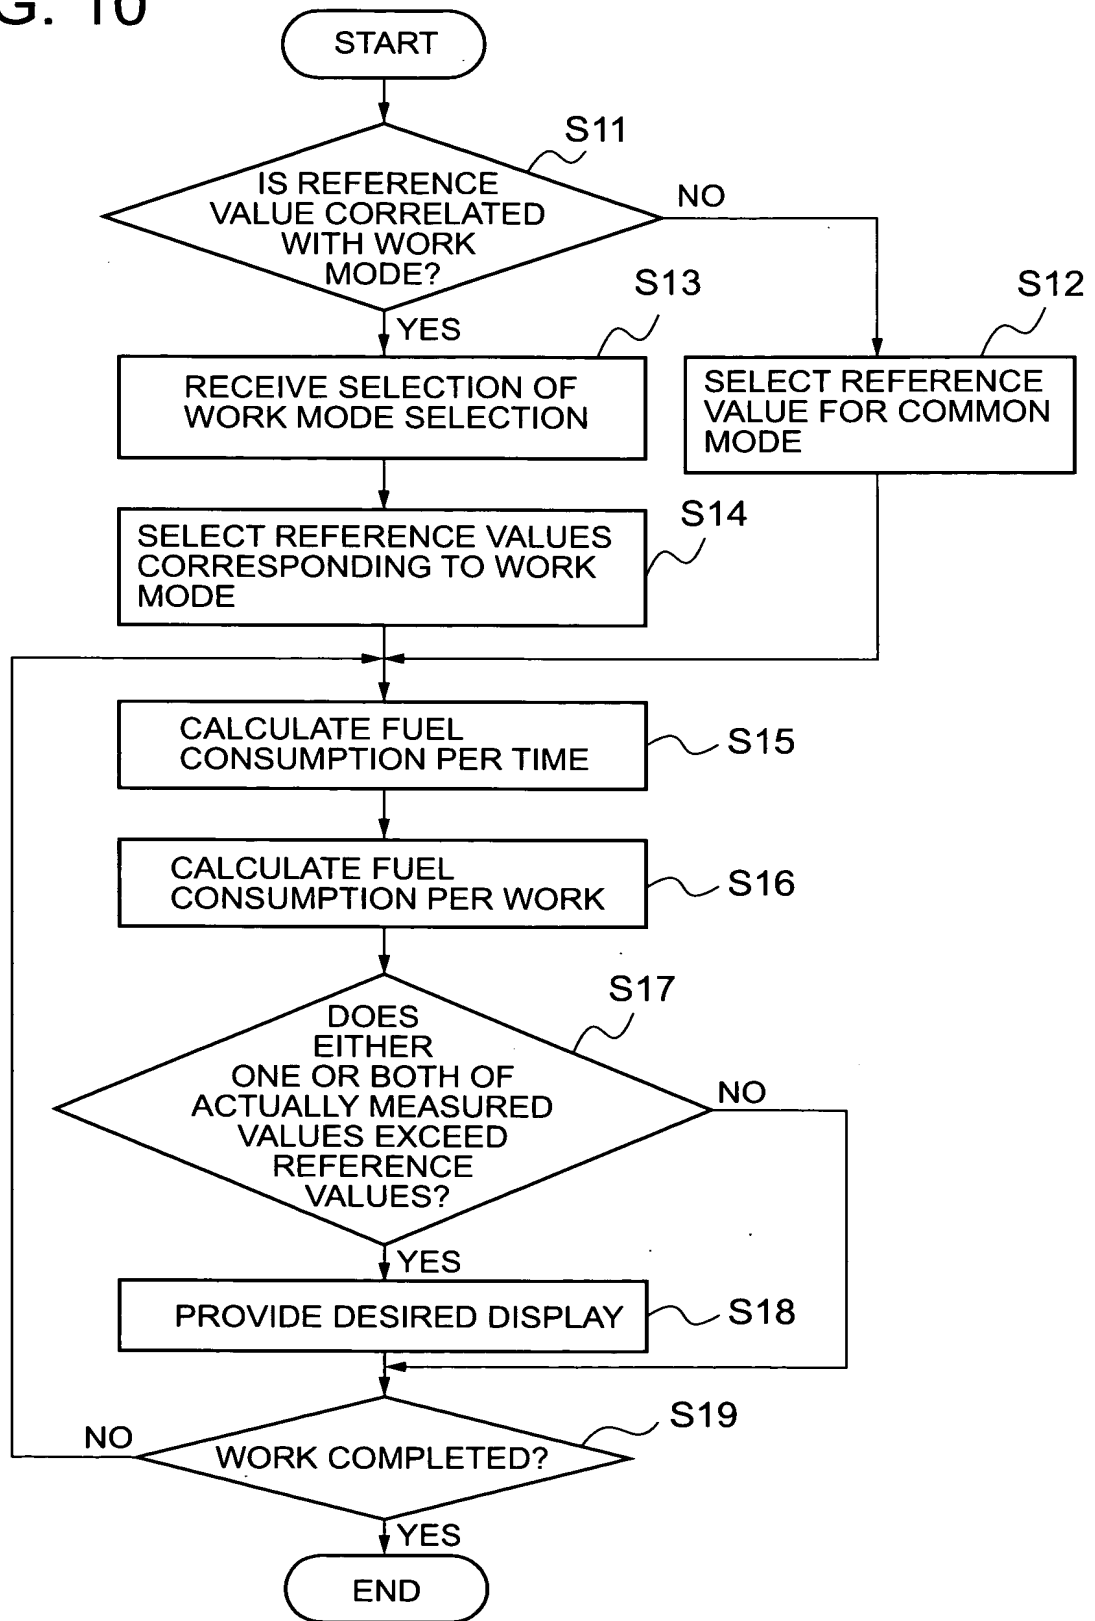 G. 10
START
S11
IS REFERENCE
VALUE CORRELATED
WITH WORK
MODE?
NO
YES
S13
S12
RECEIVE SELECTION OF
WORK MODE SELECTION
SELECT REFERENCE
VALUE FOR COMMON
MODE
S14
SELECT REFERENCE VALUES
CORRESPONDING TO WORK
MODE
CALCULATE FUEL
CONSUMPTION PER TIME
S15
CALCULATE FUEL
CONSUMPTION PER WORK
S16
S17
DOES
EITHER
ONE OR BOTH OF
ACTUALLY MEASURED
VALUES EXCEED
REFERENCE
VALUES?
NO
YES
PROVIDE DESIRED DISPLAY
S18
S19
NO
WORK COMPLETED?
YES
END